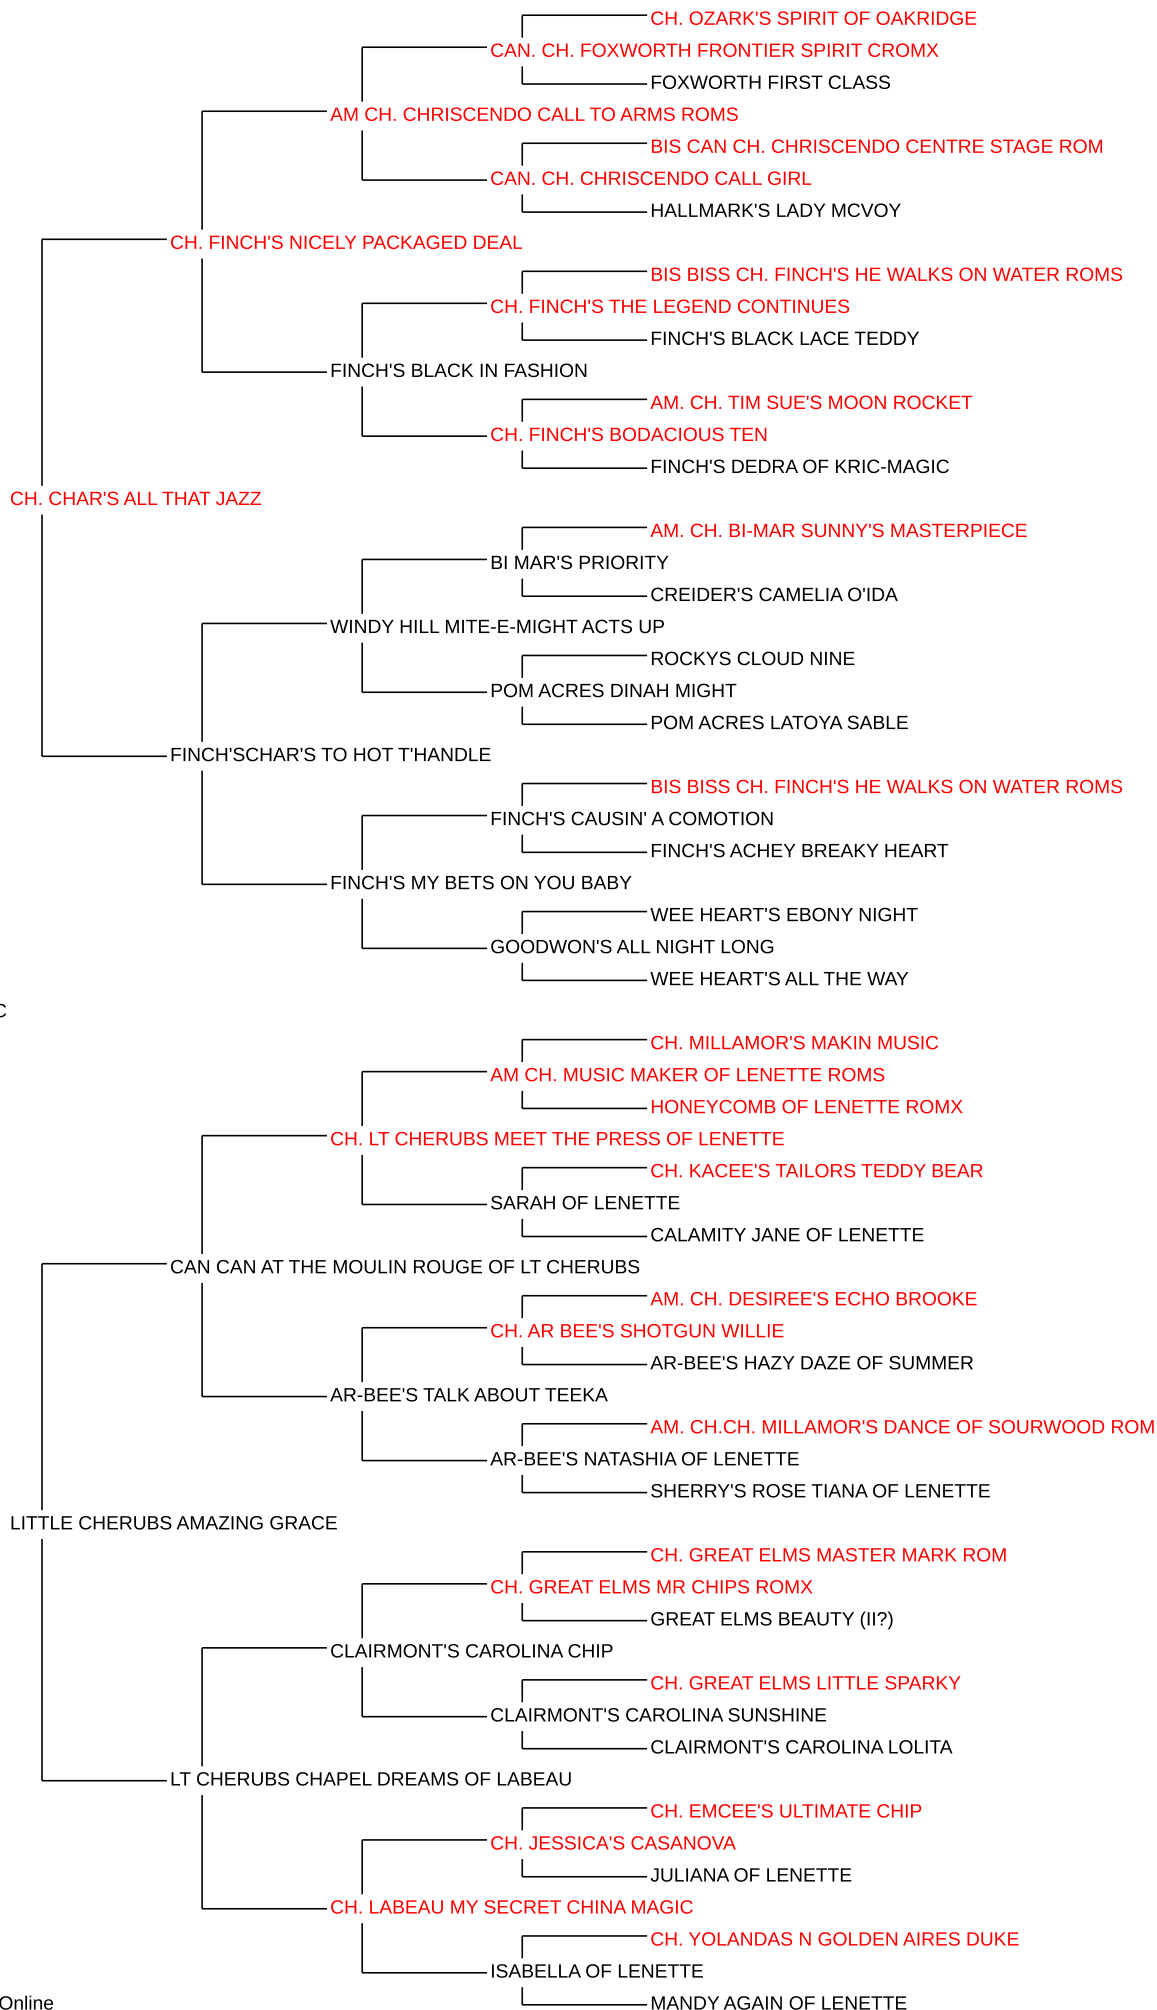 CH. OZARK'S SPIRIT OF OAKRIDGE
CAN. CH. FOXWORTH FRONTIER SPIRIT CROMX
FOXWORTH FIRST CLASS
AM CH. CHRISCENDO CALL TO ARMS ROMS
BIS CAN CH. CHRISCENDO CENTRE STAGE ROM
CAN. CH. CHRISCENDO CALL GIRL
HALLMARK'S LADY MCVOY
CH. FINCH'S NICELY PACKAGED DEAL
BIS BISS CH. FINCH'S HE WALKS ON WATER ROMS
CH. FINCH'S THE LEGEND CONTINUES
FINCH'S BLACK LACE TEDDY
FINCH'S BLACK IN FASHION
AM. CH. TIM SUE'S MOON ROCKET
CH. FINCH'S BODACIOUS TEN
FINCH'S DEDRA OF KRIC-MAGIC
CH. CHAR'S ALL THAT JAZZ
AM. CH. BI-MAR SUNNY'S MASTERPIECE
BI MAR'S PRIORITY
CREIDER'S CAMELIA O'IDA
WINDY HILL MITE-E-MIGHT ACTS UP
ROCKYS CLOUD NINE
POM ACRES DINAH MIGHT
POM ACRES LATOYA SABLE
FINCH'SCHAR'S TO HOT T'HANDLE
BIS BISS CH. FINCH'S HE WALKS ON WATER ROMS
FINCH'S CAUSIN' A COMOTION
FINCH'S ACHEY BREAKY HEART
FINCH'S MY BETS ON YOU BABY
WEE HEART'S EBONY NIGHT
GOODWON'S ALL NIGHT LONG
WEE HEART'S ALL THE WAY
C
CH. MILLAMOR'S MAKIN MUSIC
AM CH. MUSIC MAKER OF LENETTE ROMS
HONEYCOMB OF LENETTE ROMX
CH. LT CHERUBS MEET THE PRESS OF LENETTE
CH. KACEE'S TAILORS TEDDY BEAR
SARAH OF LENETTE
CALAMITY JANE OF LENETTE
CAN CAN AT THE MOULIN ROUGE OF LT CHERUBS
AM. CH. DESIREE'S ECHO BROOKE
CH. AR BEE'S SHOTGUN WILLIE
AR-BEE'S HAZY DAZE OF SUMMER
AR-BEE'S TALK ABOUT TEEKA
AM. CH.CH. MILLAMOR'S DANCE OF SOURWOOD ROM
AR-BEE'S NATASHIA OF LENETTE
SHERRY'S ROSE TIANA OF LENETTE
LITTLE CHERUBS AMAZING GRACE
CH. GREAT ELMS MASTER MARK ROM
CH. GREAT ELMS MR CHIPS ROMX
GREAT ELMS BEAUTY (II?)
CLAIRMONT'S CAROLINA CHIP
CH. GREAT ELMS LITTLE SPARKY
CLAIRMONT'S CAROLINA SUNSHINE
CLAIRMONT'S CAROLINA LOLITA
LT CHERUBS CHAPEL DREAMS OF LABEAU
CH. EMCEE'S ULTIMATE CHIP
CH. JESSICA'S CASANOVA
JULIANA OF LENETTE
CH. LABEAU MY SECRET CHINA MAGIC
CH. YOLANDAS N GOLDEN AIRES DUKE
ISABELLA OF LENETTE
MANDY AGAIN OF LENETTE
Online